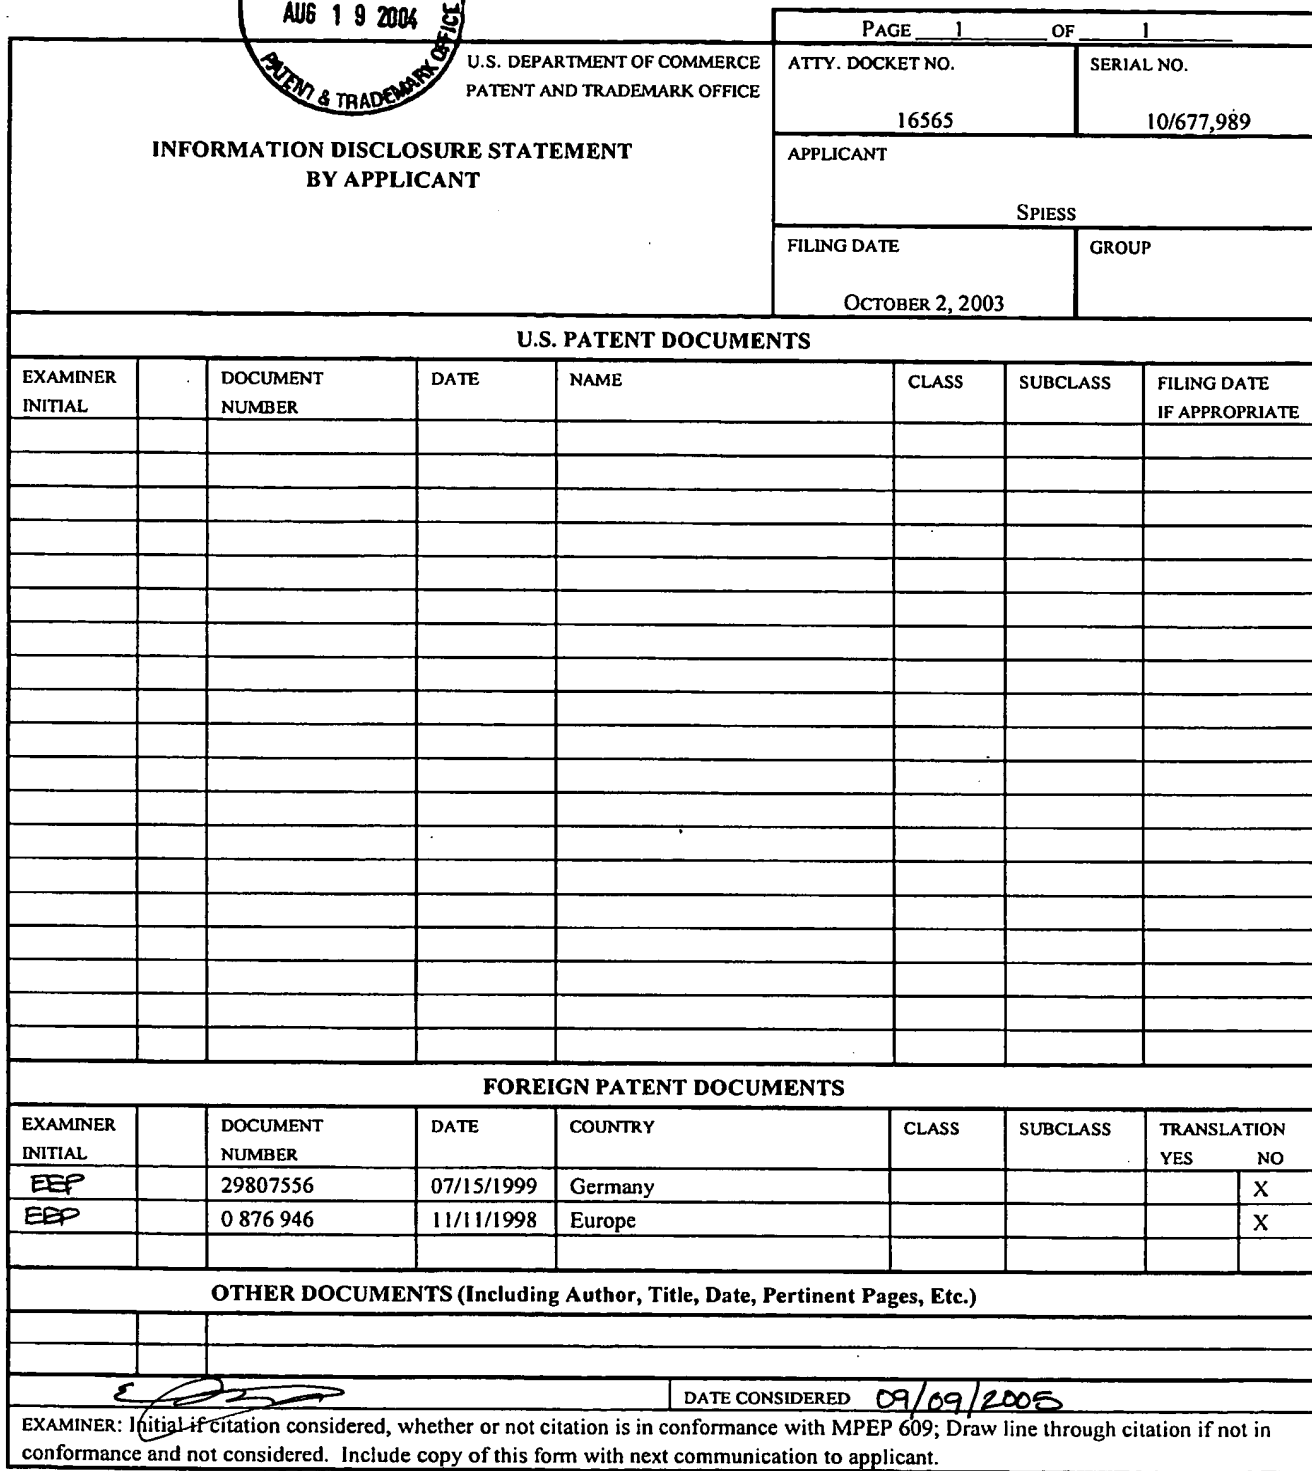 AUG 19 2004
PATENT & TRADEMARK OFFICE
PAGE 1 OF 1
U.S. DEPARTMENT OF COMMERCE
PATENT AND TRADEMARK OFFICE
ATTY. DOCKET NO.
16565
SERIAL NO.
10/677,989
INFORMATION DISCLOSURE STATEMENT
BY APPLICANT
APPLICANT
SPIESS
FILING DATE
OCTOBER 2, 2003
GROUP
U.S. PATENT DOCUMENTS
EXAMINER INITIAL
DOCUMENT NUMBER
DATE
NAME
CLASS
SUBCLASS
FILING DATE IF APPROPRIATE
FOREIGN PATENT DOCUMENTS
EXAMINER INITIAL
DOCUMENT NUMBER
DATE
COUNTRY
CLASS
SUBCLASS
TRANSLATION
YES NO
EEP 29807556 07/15/1999 Germany X
EEP 0 876 946 11/11/1998 Europe X
OTHER DOCUMENTS (Including Author, Title, Date, Pertinent Pages, Etc.)
DATE CONSIDERED 09/09/2005
EXAMINER: Initial if citation considered, whether or not citation is in conformance with MPEP 609; Draw line through citation if not in
conformance and not considered. Include copy of this form with next communication to applicant.